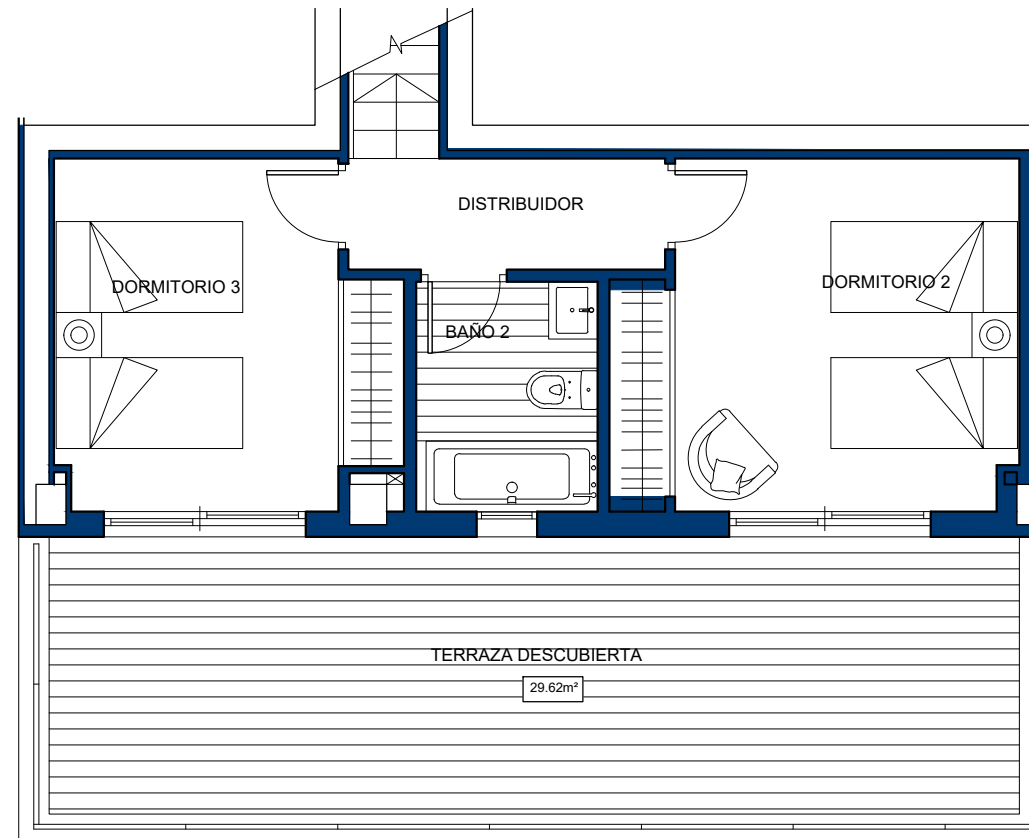 DISTRIBUIDOR
DORMITORIO 3
DORMITORIO 2
BAÑO 2
TERRAZA DESCUBIERTA
29.62m²